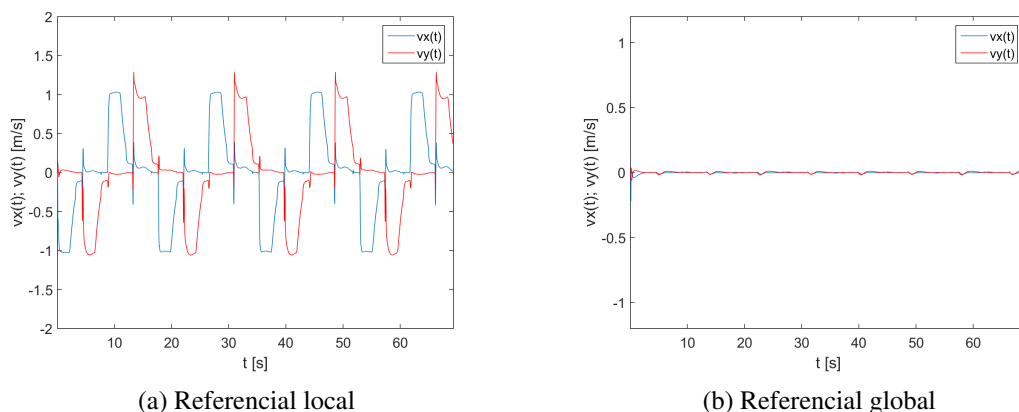 2
1.5
1
0.5
0
-0.5
-1
-1.5
-2
vx(t); vy(t) [m/s]
10 20 30 40 50 60
t [s]
vx(t)
vy(t)
(a) Referencial local
1
0.5
0
-0.5
-1
vx(t); vy(t) [m/s]
10 20 30 40 50 60
t [s]
vx(t)
vy(t)
(b) Referencial global